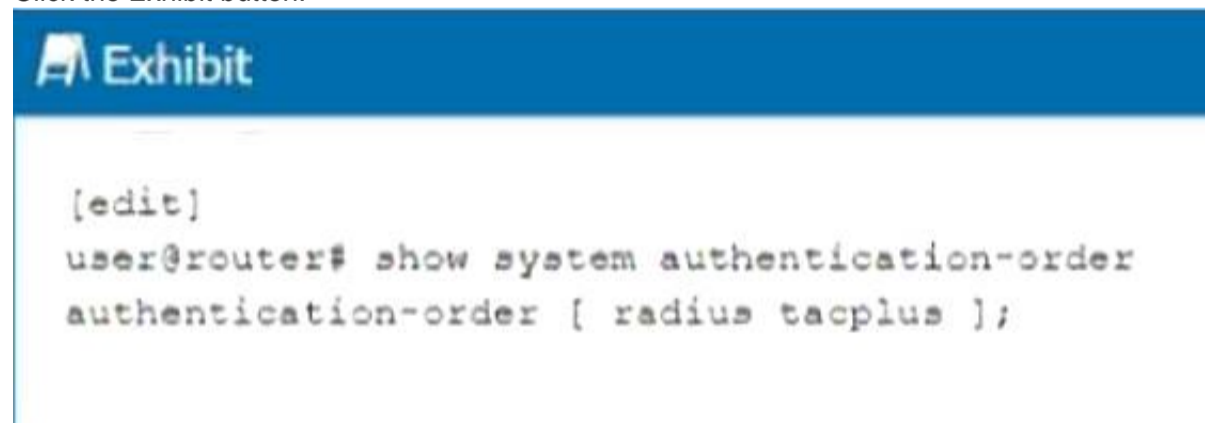 Exhibit
[edit]
user@router# show system authentication-order
authentication-order [ radius tacplus ];